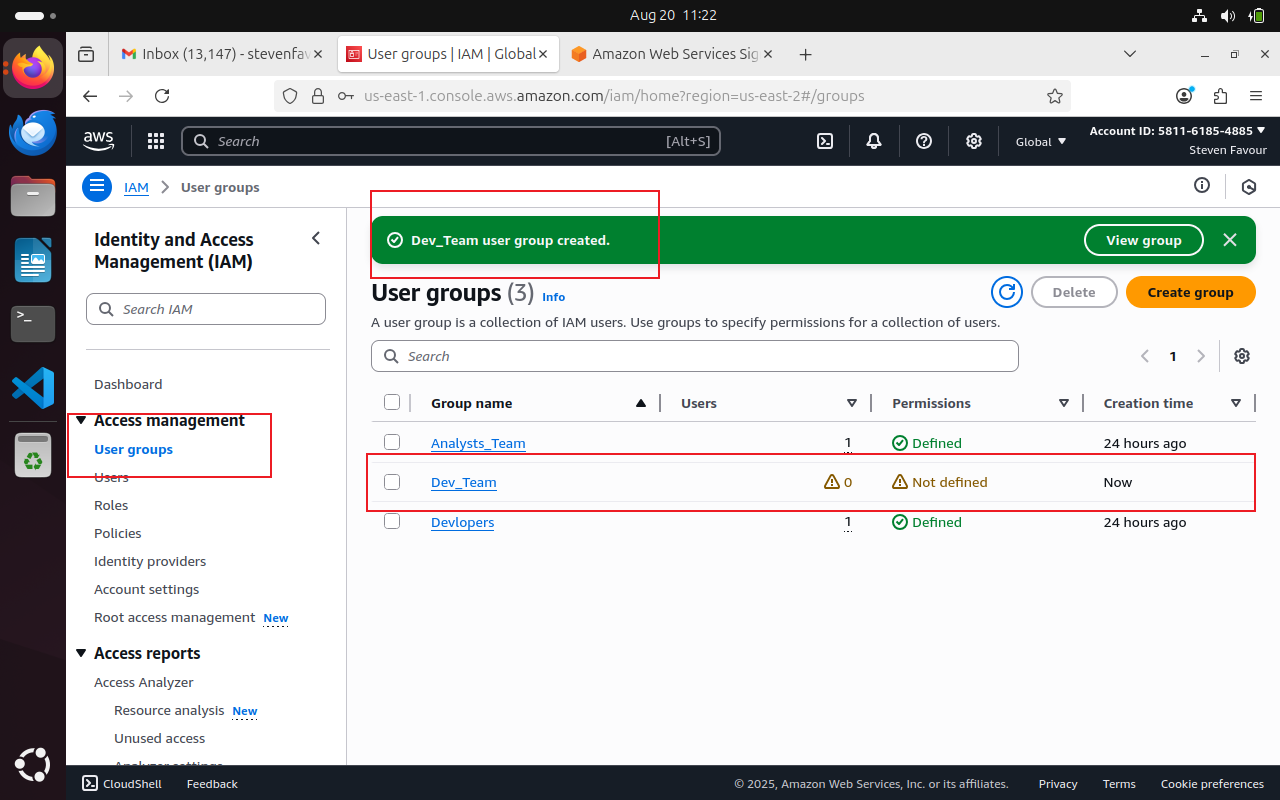 Aug 20 11:22
Inbox (13,147) - stevenfav
User groups | IAM | Global
Amazon Web Services Sig
us-east-1.console.aws.amazon.com/iam/home?region=us-east-2#/groups
aws
Search
[Alt+S]
Global
Account ID: 5811-6185-4885
Steven Favour
IAM
User groups
Identity and Access
Management (IAM)
Search IAM
Dashboard
Access management
User groups
Users
Roles
Policies
Identity providers
Account settings
Root access management New
Access reports
Access Analyzer
Resource analysis New
Unused access
Analyzer settings
Dev_Team user group created.
View group
User groups (3) Info
Delete
Create group
A user group is a collection of IAM users. Use groups to specify permissions for a collection of users.
Search
1
Group name Users Permissions Creation time
Analysts_Team 1 Defined 24 hours ago
Dev_Team 0 Not defined Now
Devlopers 1 Defined 24 hours ago
CloudShell Feedback
© 2025, Amazon Web Services, Inc. or its affiliates. Privacy Terms Cookie preferences